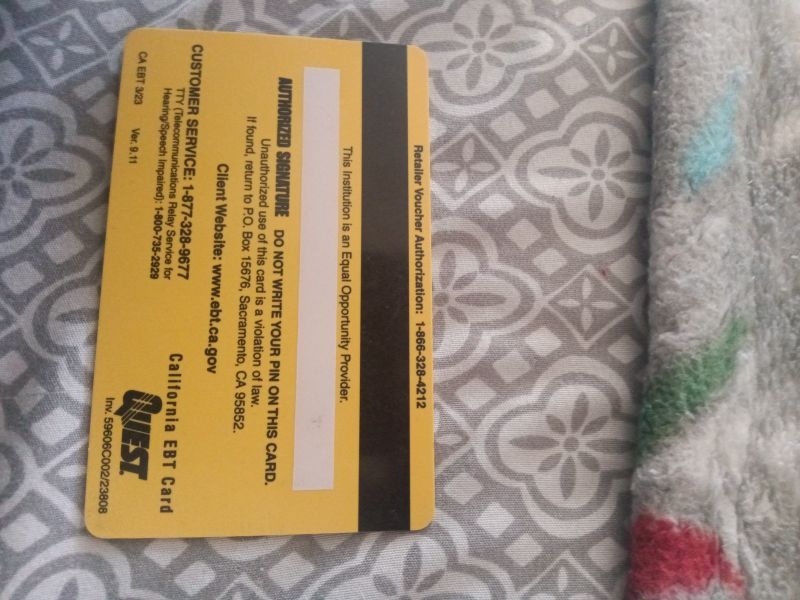 Retailer Voucher Authorization: 1-866-328-4212
This Institution is an Equal Opportunity Provider.
AUTHORIZED SIGNATURE DO NOT WRITE YOUR PIN ON THIS CARD.
Unauthorized use of this card is a violation of law.
If found, return to P.O. Box 15676, Sacramento, CA 95852.
Client Website: www.ebt.ca.gov
CUSTOMER SERVICE: 1-877-328-9677
TTY (Telecommunications Relay Service for
Hearing/Speech Impaired): 1-800-735-2929
California EBT Card
QUEST.
CA EBT 3/23 Ver. 9.11
Inv. 59606C002/23808